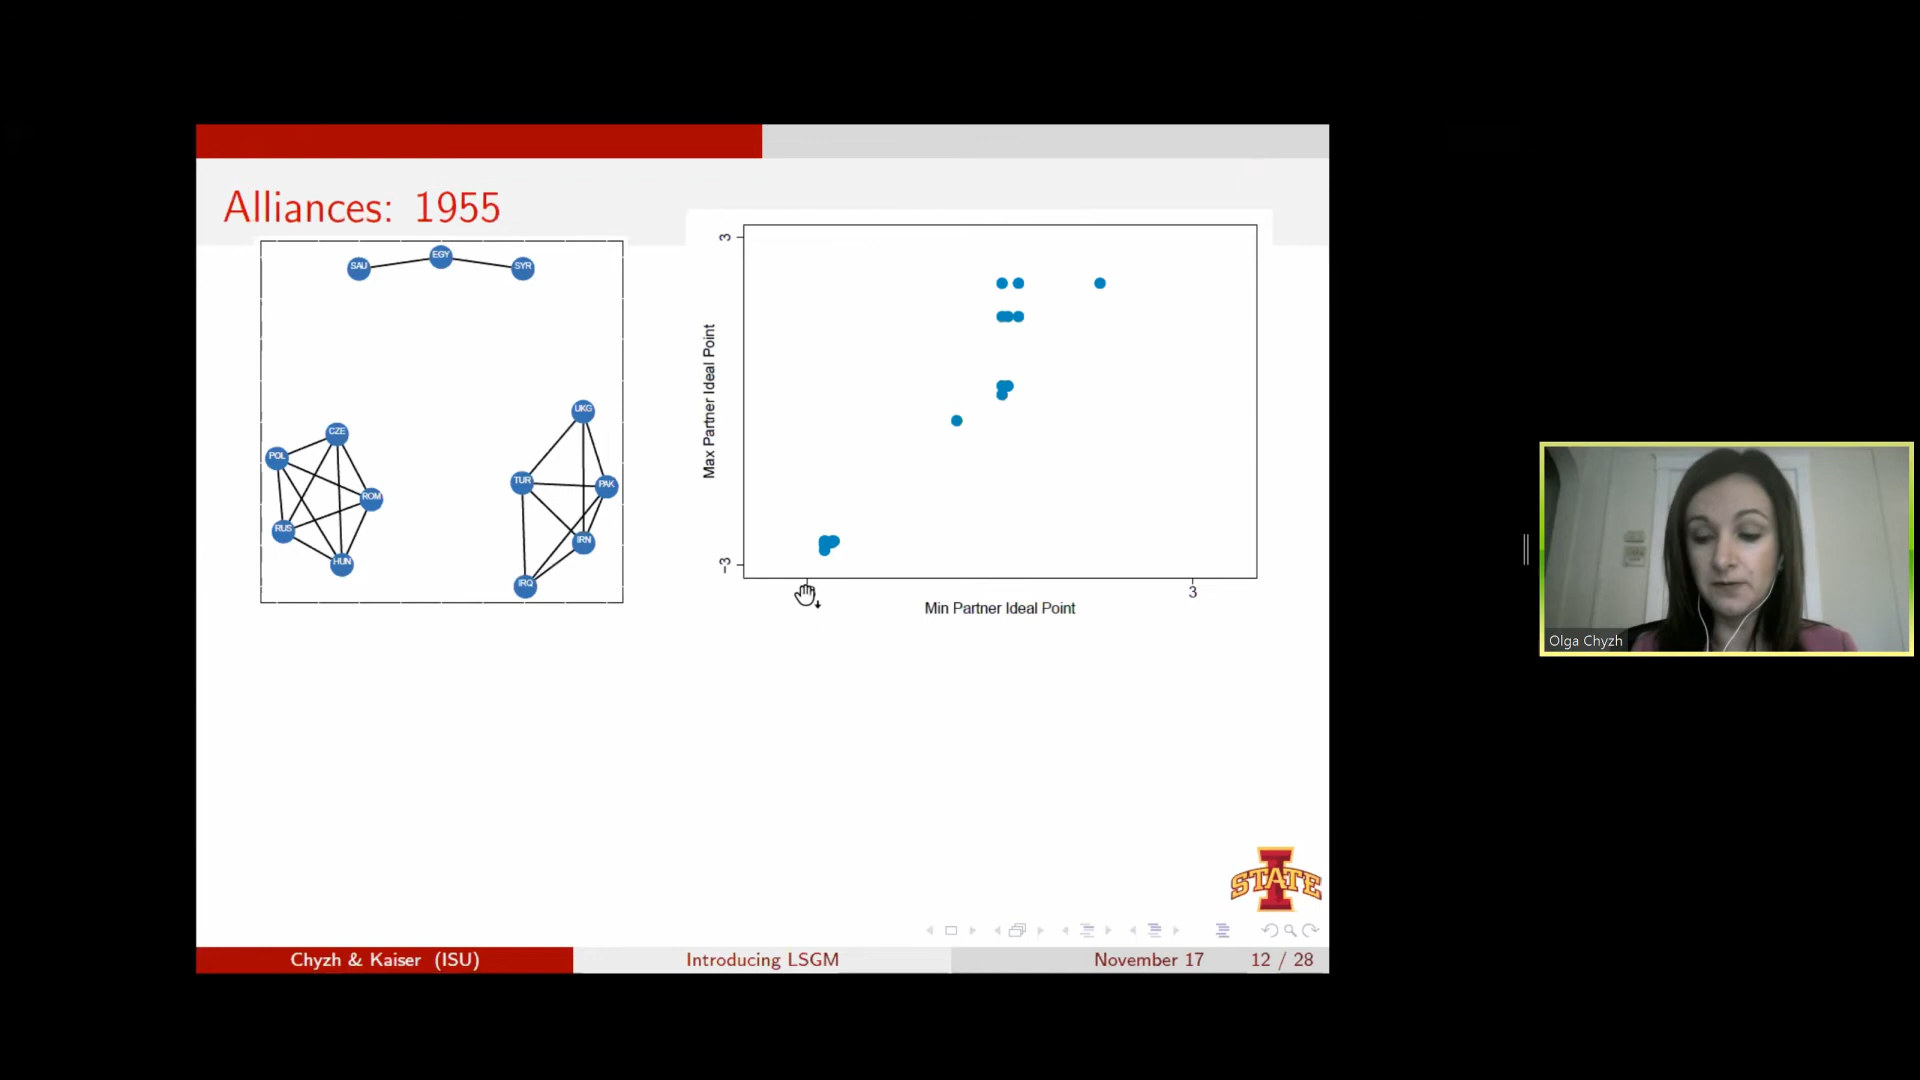 Alliances: 1955
SAU
EGY
SYR
UKG
CZE
POL
TUR
PAK
ROM
RUS
IRN
HUN
IRQ
3
Max Partner Ideal Point
-3
3
Min Partner Ideal Point
Olga Chyzh
STATE
Chyzh & Kaiser (ISU)
Introducing LSGM
November 17
12 / 28